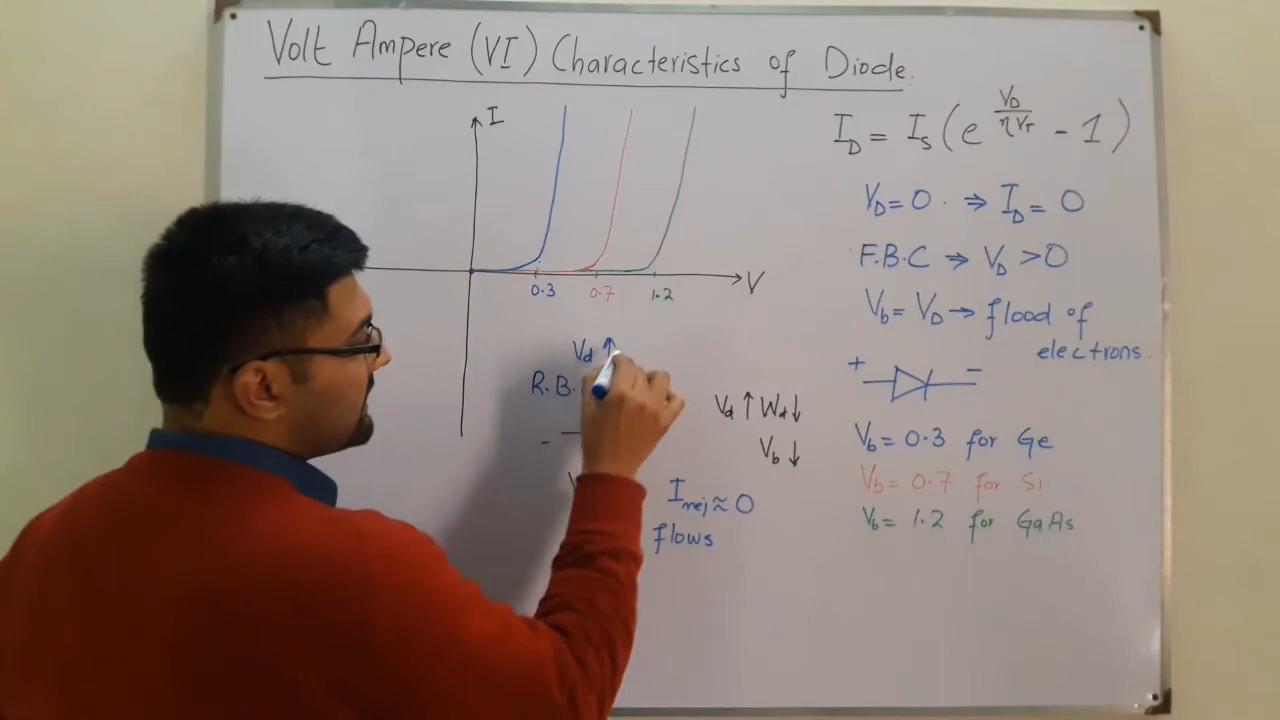 Volt Ampere (VI) Characteristics of Diode.
I
V
0.3 0.7 1.2
I_D = I_S (e^(V_D/ηV_T) - 1)
V_D = 0 . ⇒ I_D = 0
F.B.C ⇒ V_D > 0
V_b = V_D → flood of
electrons.
+ -
V_b = 0.3 for Ge
V_b = 0.7 for Si
V_b = 1.2 for GaAs
V_d ↑
R.B.
-
V_d ↑ W_d ↓
V_b ↓
I_rej ≈ 0
flows